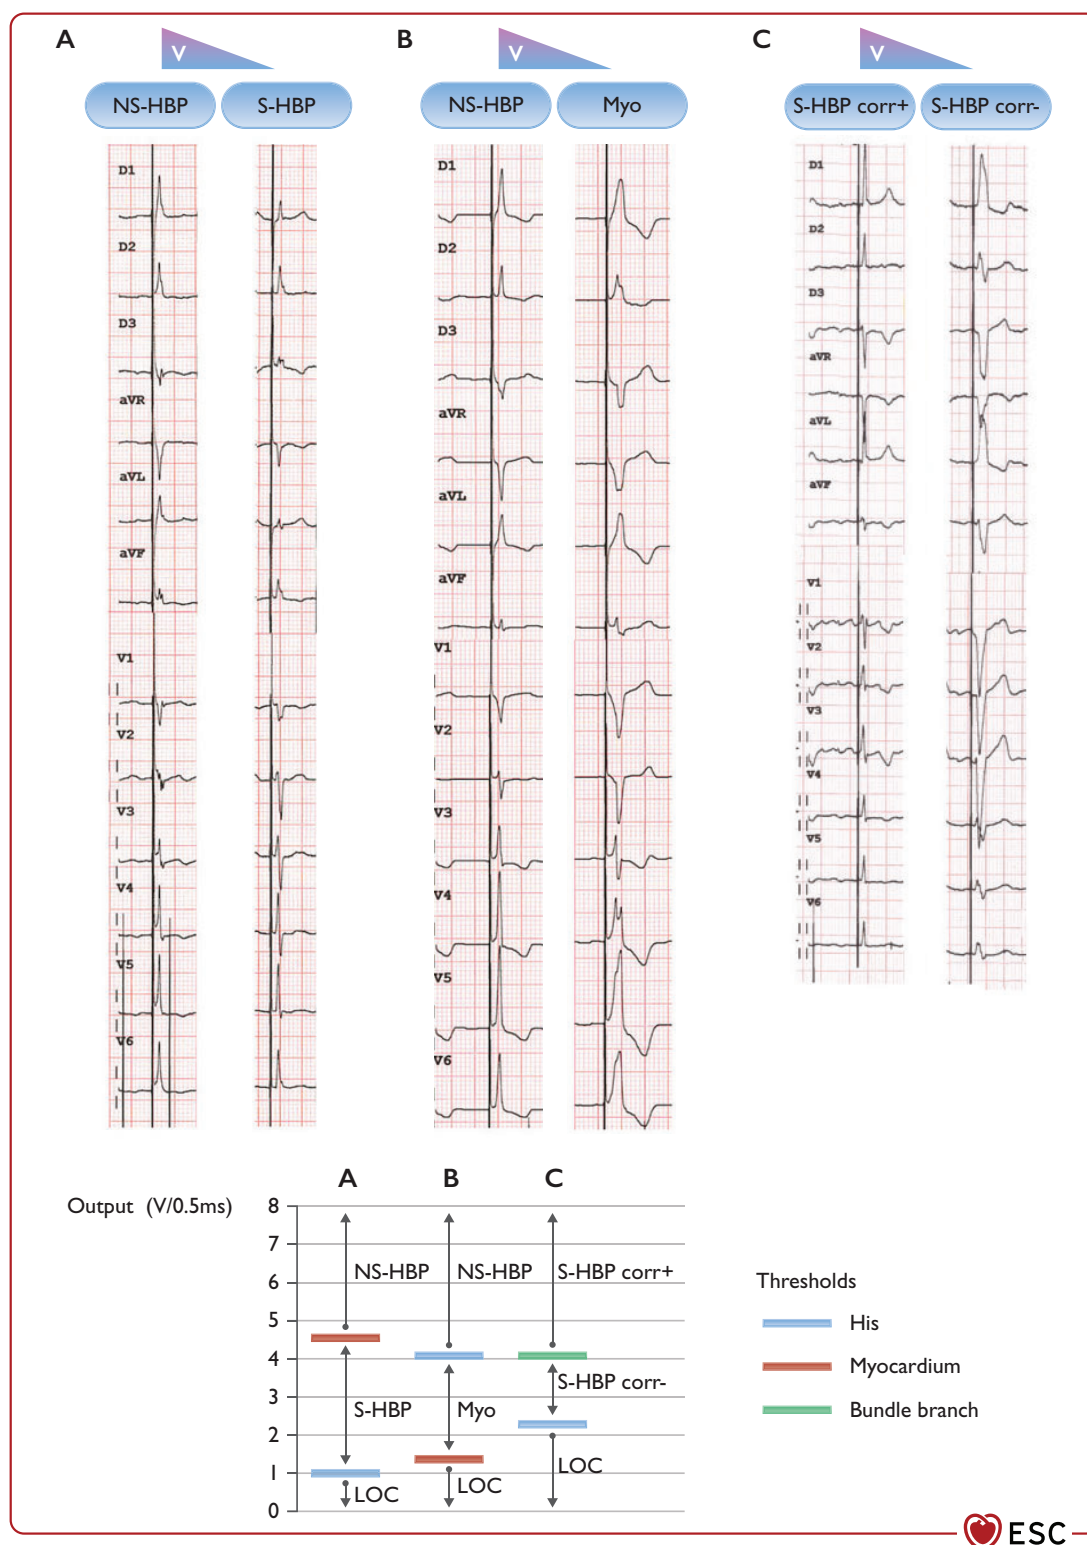 A
B
C
V
V
V
NS-HBP
S-HBP
NS-HBP
Myo
S-HBP corr+
S-HBP corr-
D1
D2
D3
aVR
aVL
aVF
V1
V2
V3
V4
V5
V6
D1
D2
D3
aVR
aVL
aVF
V1
V2
V3
V4
V5
V6
D1
D2
D3
aVR
aVL
aVF
V1
V2
V3
V4
V5
V6
A B C
Output (V/0.5ms)
8
7
6
5
4
3
2
1
0
NS-HBP
S-HBP
LOC
NS-HBP
Myo
LOC
S-HBP corr+
S-HBP corr-
LOC
Thresholds
His
Myocardium
Bundle branch
ESC